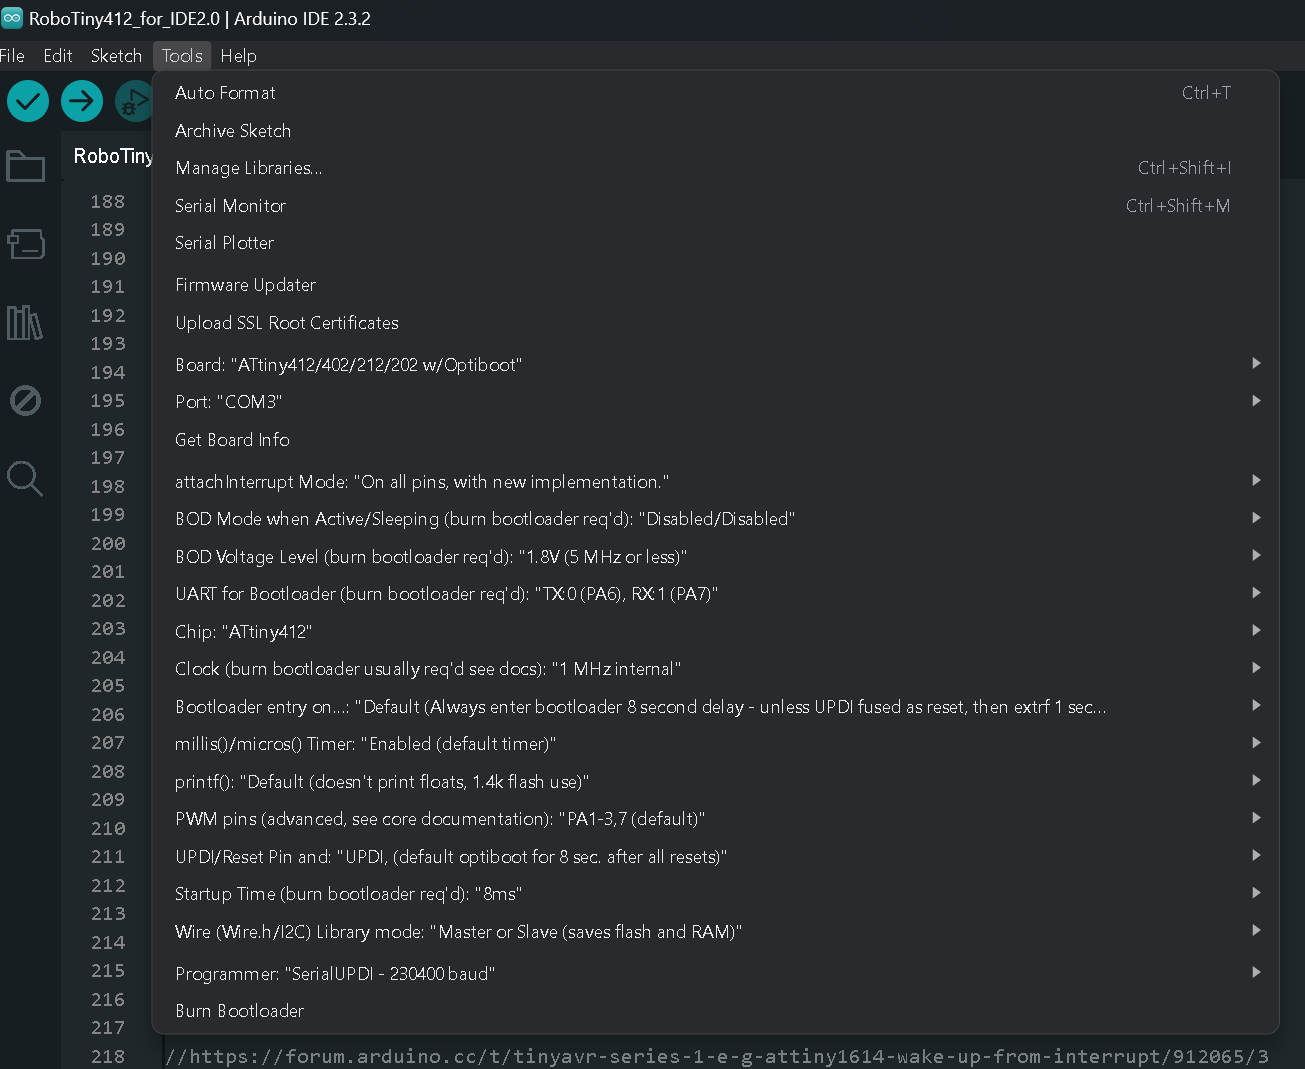 RoboTiny412_for_IDE2.0 | Arduino IDE 2.3.2
File Edit Sketch Tools Help
Auto Format Ctrl+T
Archive Sketch
RoboTiny
Manage Libraries... Ctrl+Shift+I
188
Serial Monitor Ctrl+Shift+M
189
Serial Plotter
190
191
Firmware Updater
192
Upload SSL Root Certificates
193
194
Board: "ATtiny412/402/212/202 w/Optiboot"
195
Port: "COM3"
196
Get Board Info
197
198
attachInterrupt Mode: "On all pins, with new implementation."
199
BOD Mode when Active/Sleeping (burn bootloader req'd): "Disabled/Disabled"
200
BOD Voltage Level (burn bootloader req'd): "1.8V (5 MHz or less)"
201
202
UART for Bootloader (burn bootloader req'd): "TX:0 (PA6), RX:1 (PA7)"
203
Chip: "ATtiny412"
204
Clock (burn bootloader usually req'd see docs): "1 MHz internal"
205
206
Bootloader entry on...: "Default (Always enter bootloader 8 second delay - unless UPDI fused as reset, then extrf 1 sec...
207
millis()/micros() Timer: "Enabled (default timer)"
208
printf(): "Default (doesn't print floats, 1.4k flash use)"
209
210
PWM pins (advanced, see core documentation): "PA1-3,7 (default)"
211
UPDI/Reset Pin and: "UPDI, (default optiboot for 8 sec. after all resets)"
212
Startup Time (burn bootloader req'd): "8ms"
213
214
Wire (Wire.h/I2C) Library mode: "Master or Slave (saves flash and RAM)"
215
Programmer: "SerialUPDI - 230400 baud"
216
Burn Bootloader
217
218 //https://forum.arduino.cc/t/tinyavr-series-1-e-g-attiny1614-wake-up-from-interrupt/912065/3